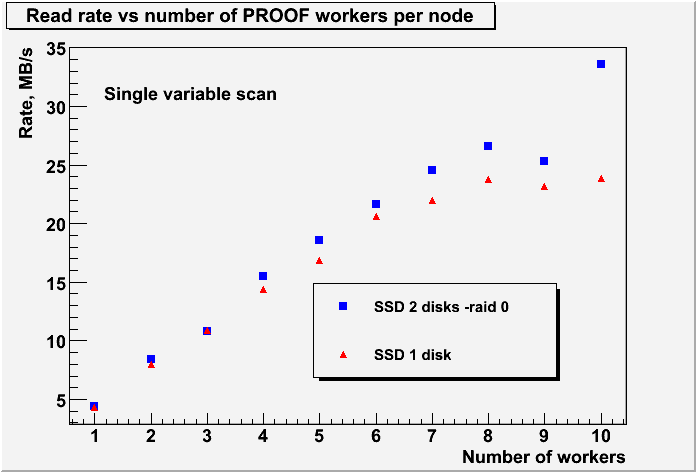 Read rate vs number of PROOF workers per node
Rate, MB/s
35
30
25
20
15
10
5
Single variable scan
SSD 2 disks -raid 0
SSD 1 disk
1 2 3 4 5 6 7 8 9 10
Number of workers